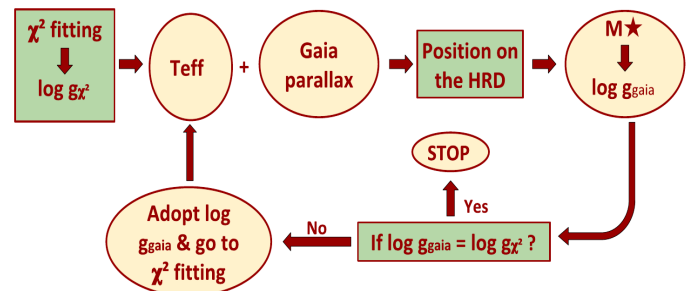 χ² fitting
log gχ²
Teff
+
Gaia
parallax
Position on
the HRD
M★
log ggaia
STOP
Yes
If log ggaia = log gχ² ?
No
Adopt log
ggaia & go to
χ² fitting